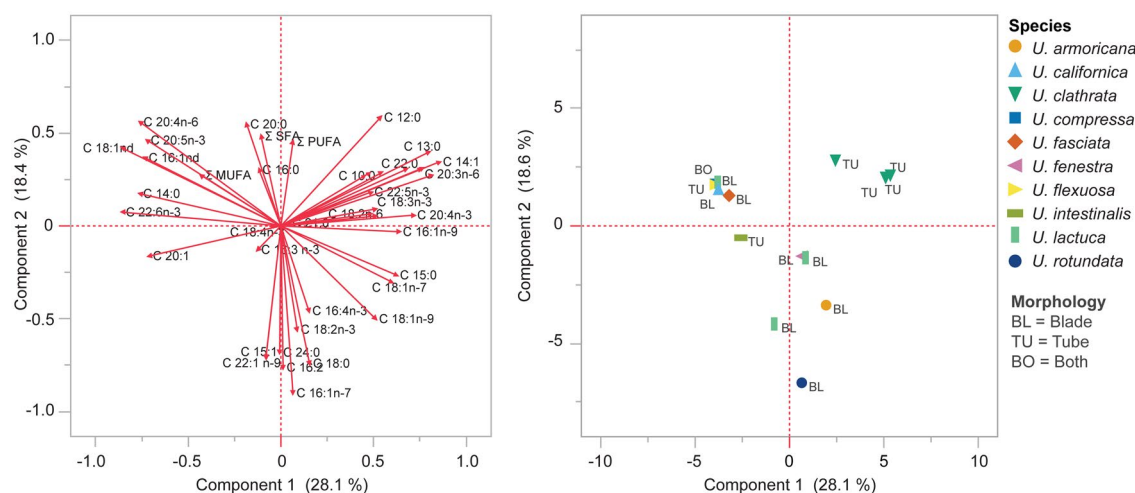 Component 2 (18.4 %)
1.0
0.5
0
-0.5
-1.0
-1.0
-0.5
0
0.5
1.0
Component 1 (28.1 %)
C 20:4n-6
C 20:5n-3
C 18:1nd
C 16:1nd
Σ MUFA
C 14:0
C 22:6n-3
C 20:1
C 20:0
Σ SFA
Σ PUFA
C 16:0
C 12:0
C 13:0
C 14:1
C 22:0
C 10:0
C 20:3n-6
C 22:5n-3
C 18:3n-3
C 18:2n-6
C 20:4n-3
C 16:1n-9
C 15:0
C 18:1n-7
C 18:1n-9
C 16:4n-3
C 18:2n-3
C 15:1
C 24:0
C 22:1 n-9
C 16:2
C 18:0
C 16:1n-7
Component 2 (18.6 %)
5
0
-5
-10
-5
0
5
10
Component 1 (28.1 %)
TU
TU
TU
TU
BO
BL
TU
BL
BL
TU
BL
BL
BL
BL
BL
Species
U. armoricana
U. californica
U. clathrata
U. compressa
U. fasciata
U. fenestra
U. flexuosa
U. intestinalis
U. lactuca
U. rotundata
Morphology
BL = Blade
TU = Tube
BO = Both